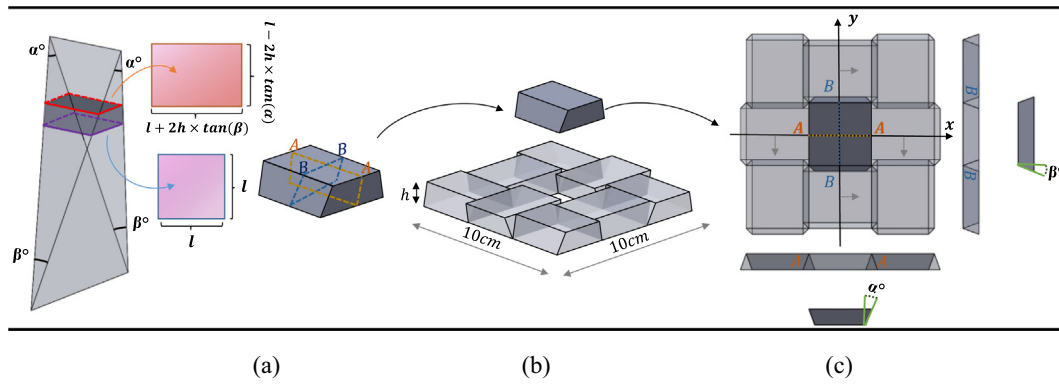 α°
α°
β°
β°
l − 2h × tan(α)
l + 2h × tan(β)
l
l
A
B
B
A
h
10cm
10cm
y
x
B
A
A
B
B
B
β°
A
A
α°
(a)
(b)
(c)